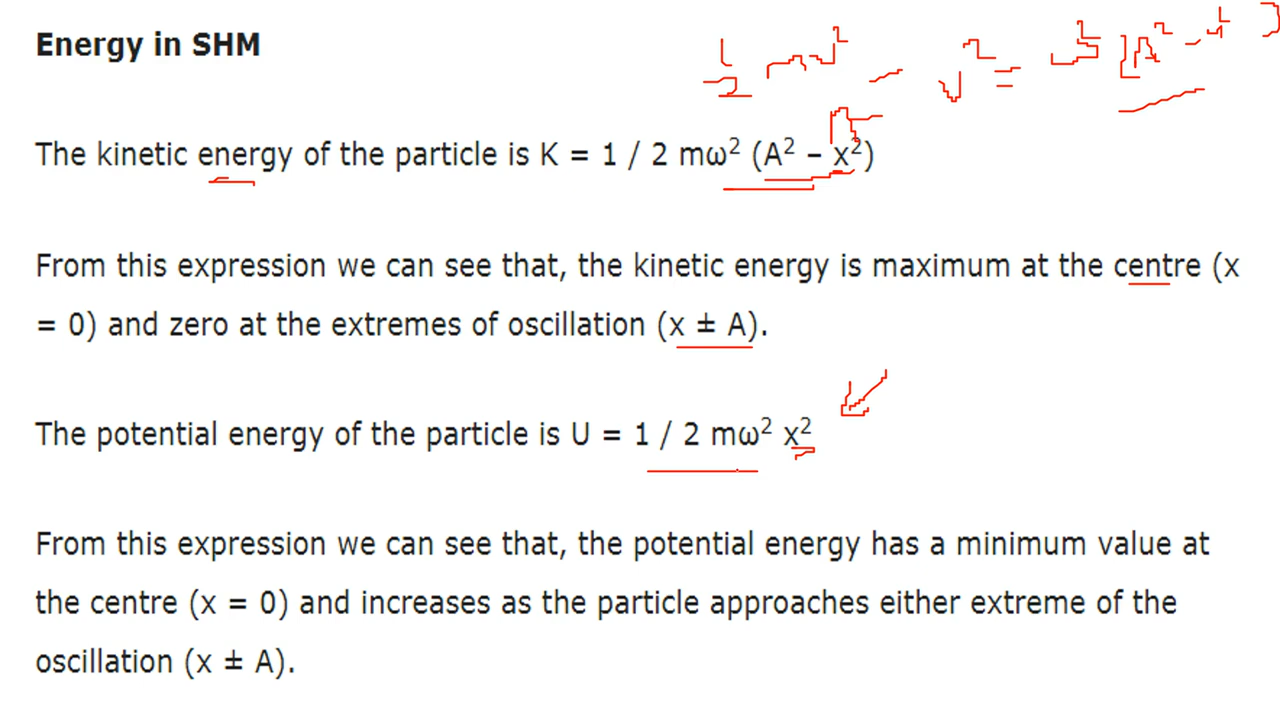 Energy in SHM
1/2 mv² – v² =
The kinetic energy of the particle is K = 1 / 2 mω² (A² – x²)
From this expression we can see that, the kinetic energy is maximum at the centre (x
= 0) and zero at the extremes of oscillation (x ± A).
The potential energy of the particle is U = 1 / 2 mω² x²
From this expression we can see that, the potential energy has a minimum value at
the centre (x = 0) and increases as the particle approaches either extreme of the
oscillation (x ± A).